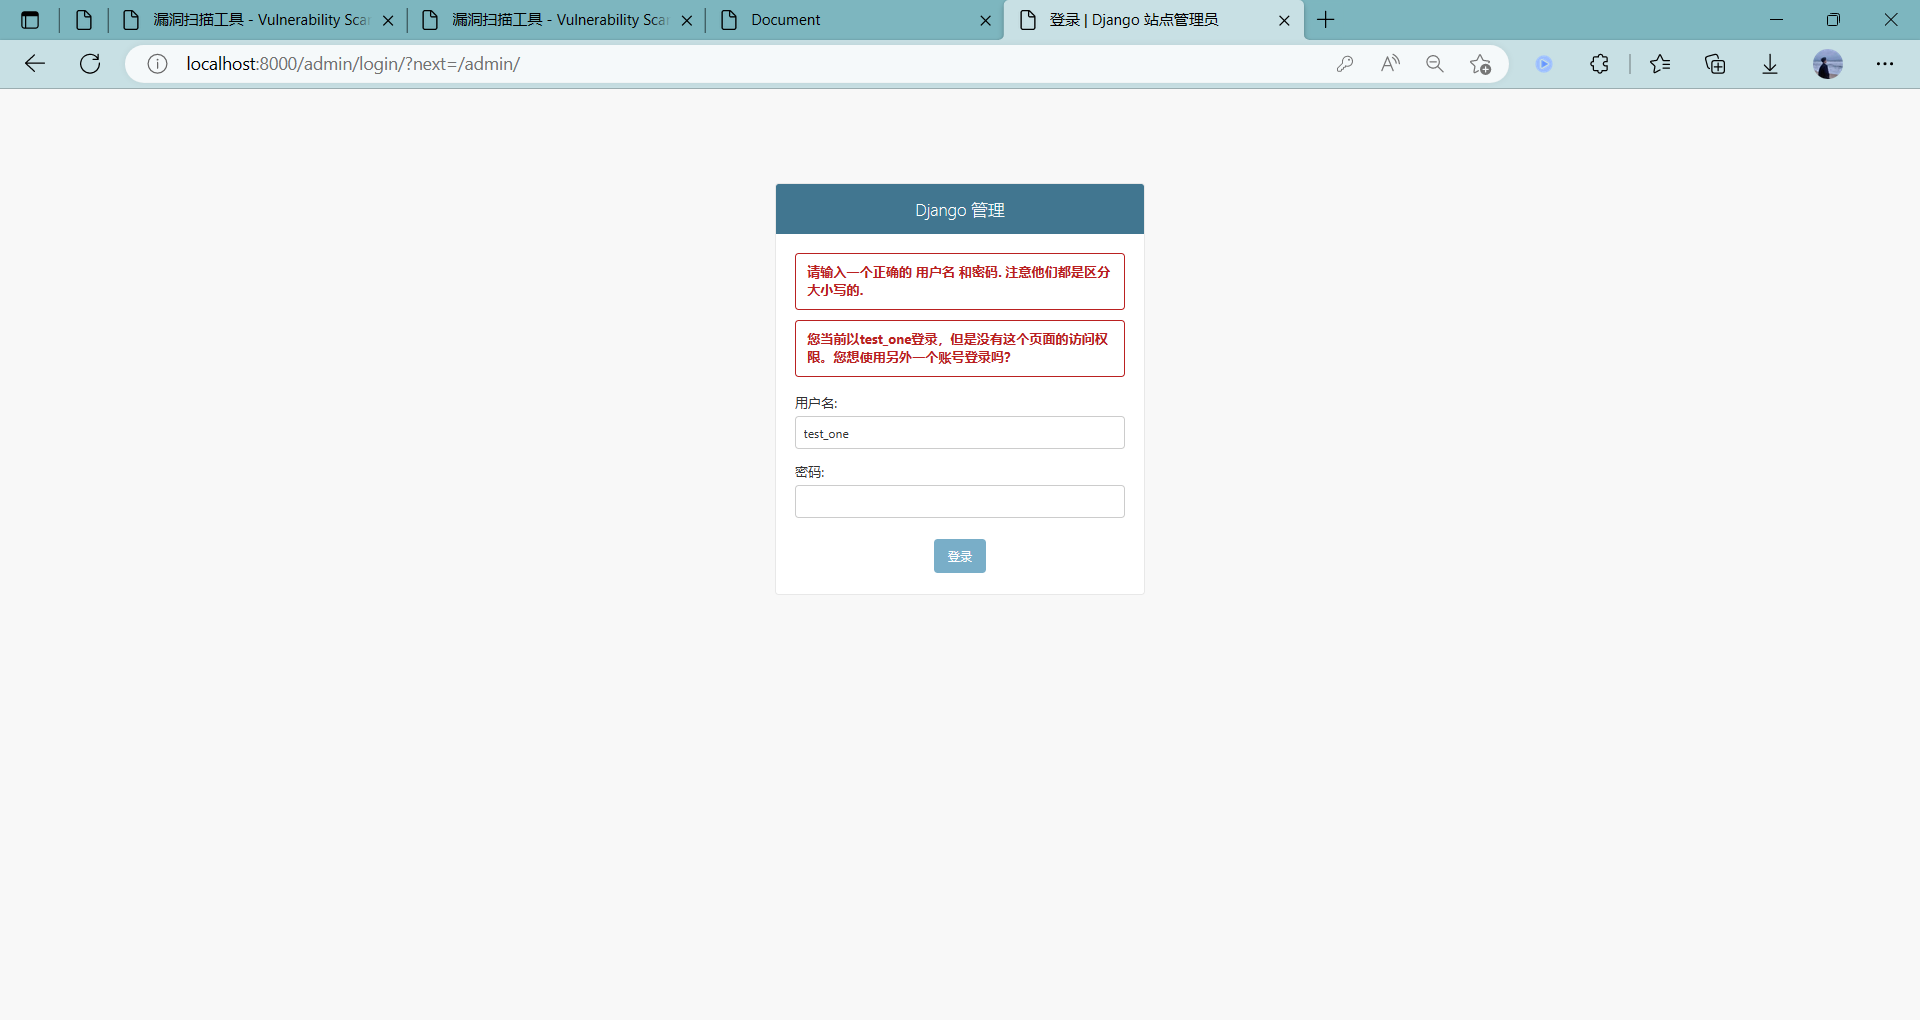 漏洞扫描工具 - Vulnerability Scan
漏洞扫描工具 - Vulnerability Scan
Document
登录 | Django 站点管理员
localhost:8000/admin/login/?next=/admin/
Django 管理
请输入一个正确的 用户名 和密码. 注意他们都是区分
大小写的.
您当前以test_one登录，但是没有这个页面的访问权
限。您想使用另外一个账号登录吗？
用户名:
test_one
密码:
登录